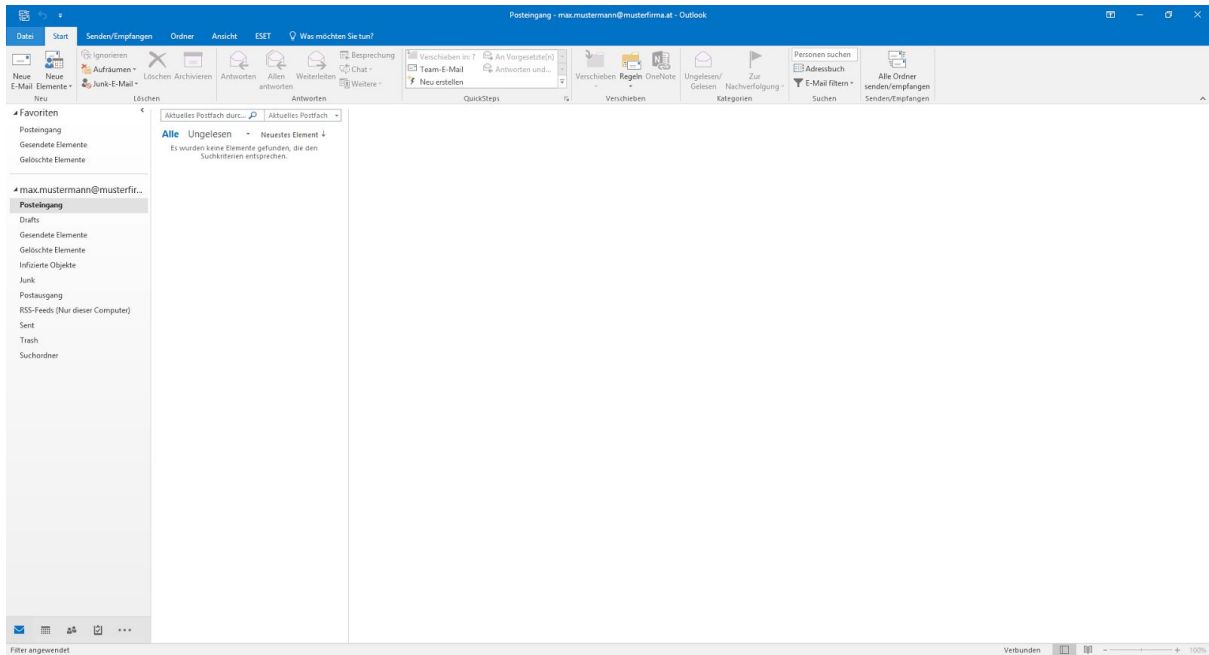 Posteingang - max.mustermann@musterfirma.at - Outlook
Datei Start Senden/Empfangen Ordner Ansicht ESET Was möchten Sie tun?
Neue E-Mail
Neue Elemente
Neu
Ignorieren
Aufräumen
Junk-E-Mail
Löschen Archivieren
Löschen
Antworten
Allen antworten
Weiterleiten
Besprechung
Chat
Weitere
Antworten
Verschieben in: ?
Team-E-Mail
Neu erstellen
An Vorgesetzte(n)
Antworten und...
QuickSteps
Verschieben Regeln OneNote
Verschieben
Ungelesen/ Gelesen
Zur Nachverfolgung
Kategorien
Personen suchen
Adressbuch
E-Mail filtern
Suchen
Alle Ordner senden/empfangen
Senden/Empfangen
Favoriten
Posteingang
Gesendete Elemente
Gelöschte Elemente
max.mustermann@musterfir...
Posteingang
Drafts
Gesendete Elemente
Gelöschte Elemente
Infizierte Objekte
Junk
Postausgang
RSS-Feeds (Nur dieser Computer)
Sent
Trash
Suchordner
Aktuelles Postfach durc... Aktuelles Postfach
Alle Ungelesen Neuestes Element ↓
Es wurden keine Elemente gefunden, die den
Suchkriterien entsprechen.
Filter angewendet
Verbunden
100%